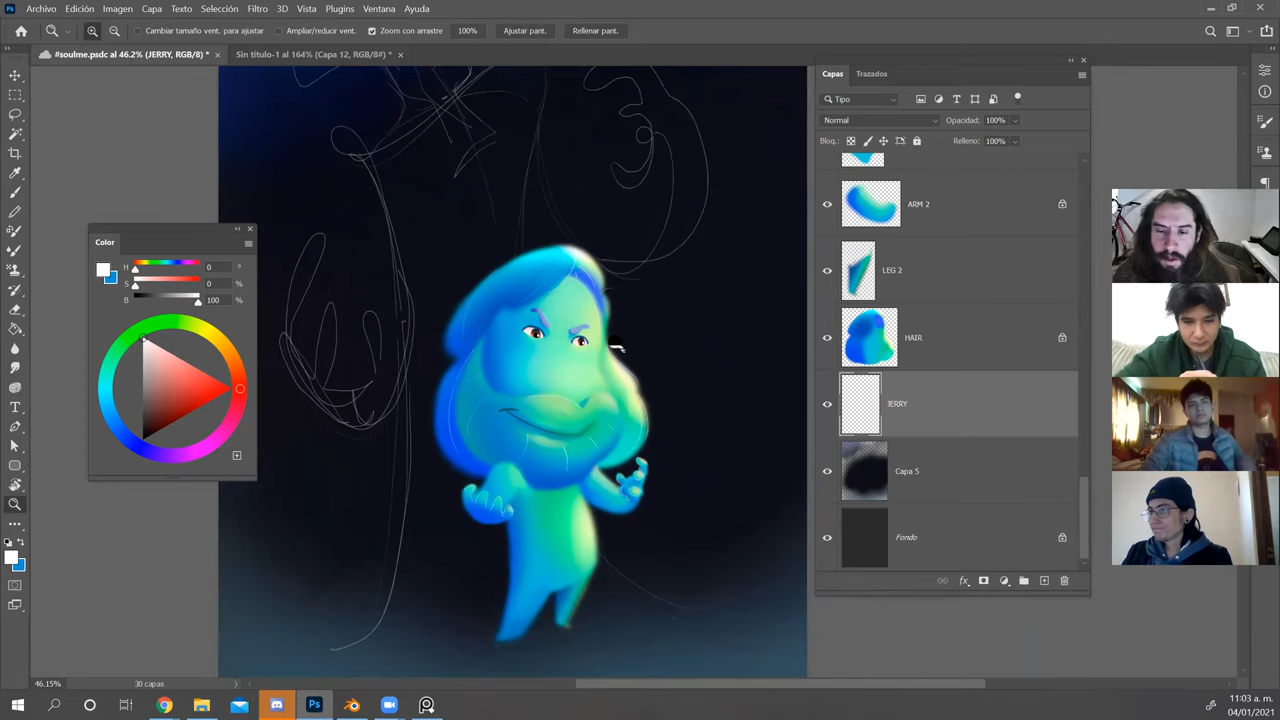 Archivo Edición Imagen Capa Texto Selección Filtro 3D Vista Plugins Ventana Ayuda
Cambiar tamaño vent. para ajustar Ampliar/reducir vent. Zoom con arrastre 100% Ajustar pant. Rellenar pant.
#soulme.psdc al 46.2% (JERRY, RGB/8) * Sin título-1 al 164% (Capa 12, RGB/8#) *
Capas Trazados
Tipo
Normal Opacidad: 100%
Bloq.: Relleno: 100%
ARM 2
LEG 2
HAIR
JERRY
Capa 5
Fondo
Color
H 0 °
S 0 %
B 100 %
46.15% 30 capas
11:03 a. m.
04/01/2021